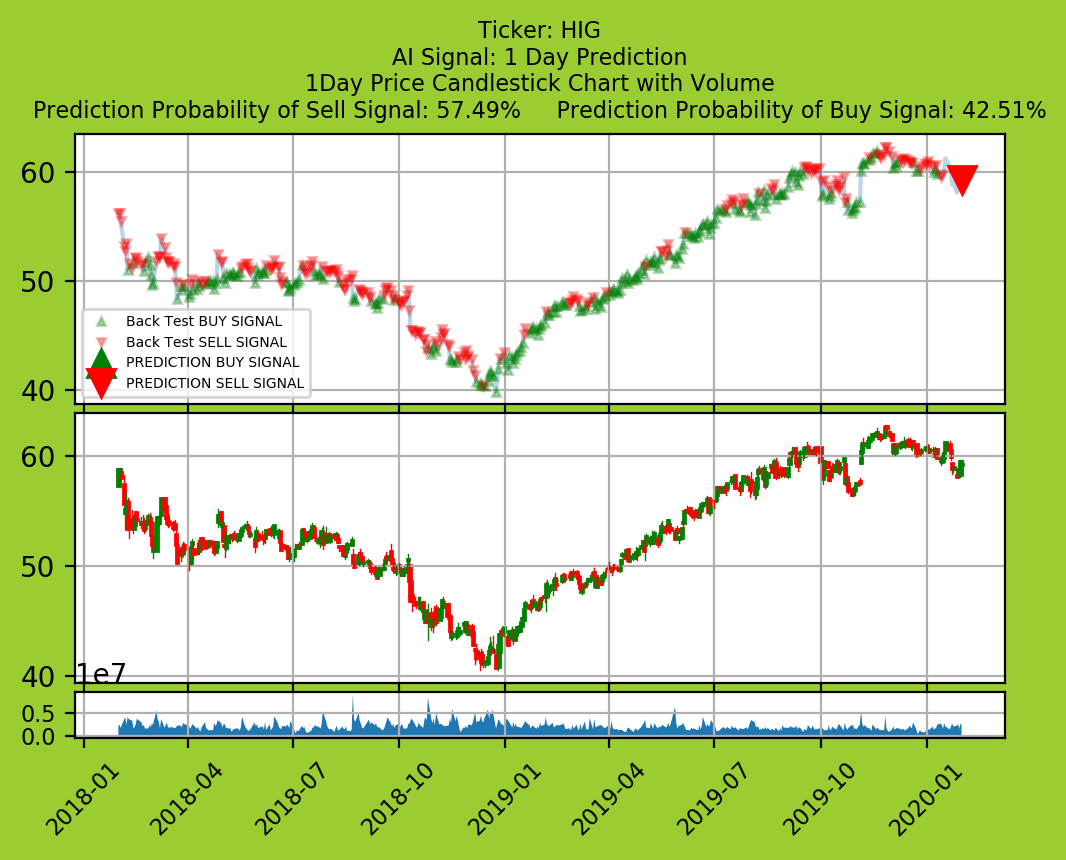 Ticker: HIG
AI Signal: 1 Day Prediction
1Day Price Candlestick Chart with Volume
Prediction Probability of Sell Signal: 57.49% Prediction Probability of Buy Signal: 42.51%
60
50
40
Back Test BUY SIGNAL
Back Test SELL SIGNAL
PREDICTION BUY SIGNAL
PREDICTION SELL SIGNAL
60
50
40
1e7
0.5
0.0
2018-01 2018-04 2018-07 2018-10 2019-01 2019-04 2019-07 2019-10 2020-01